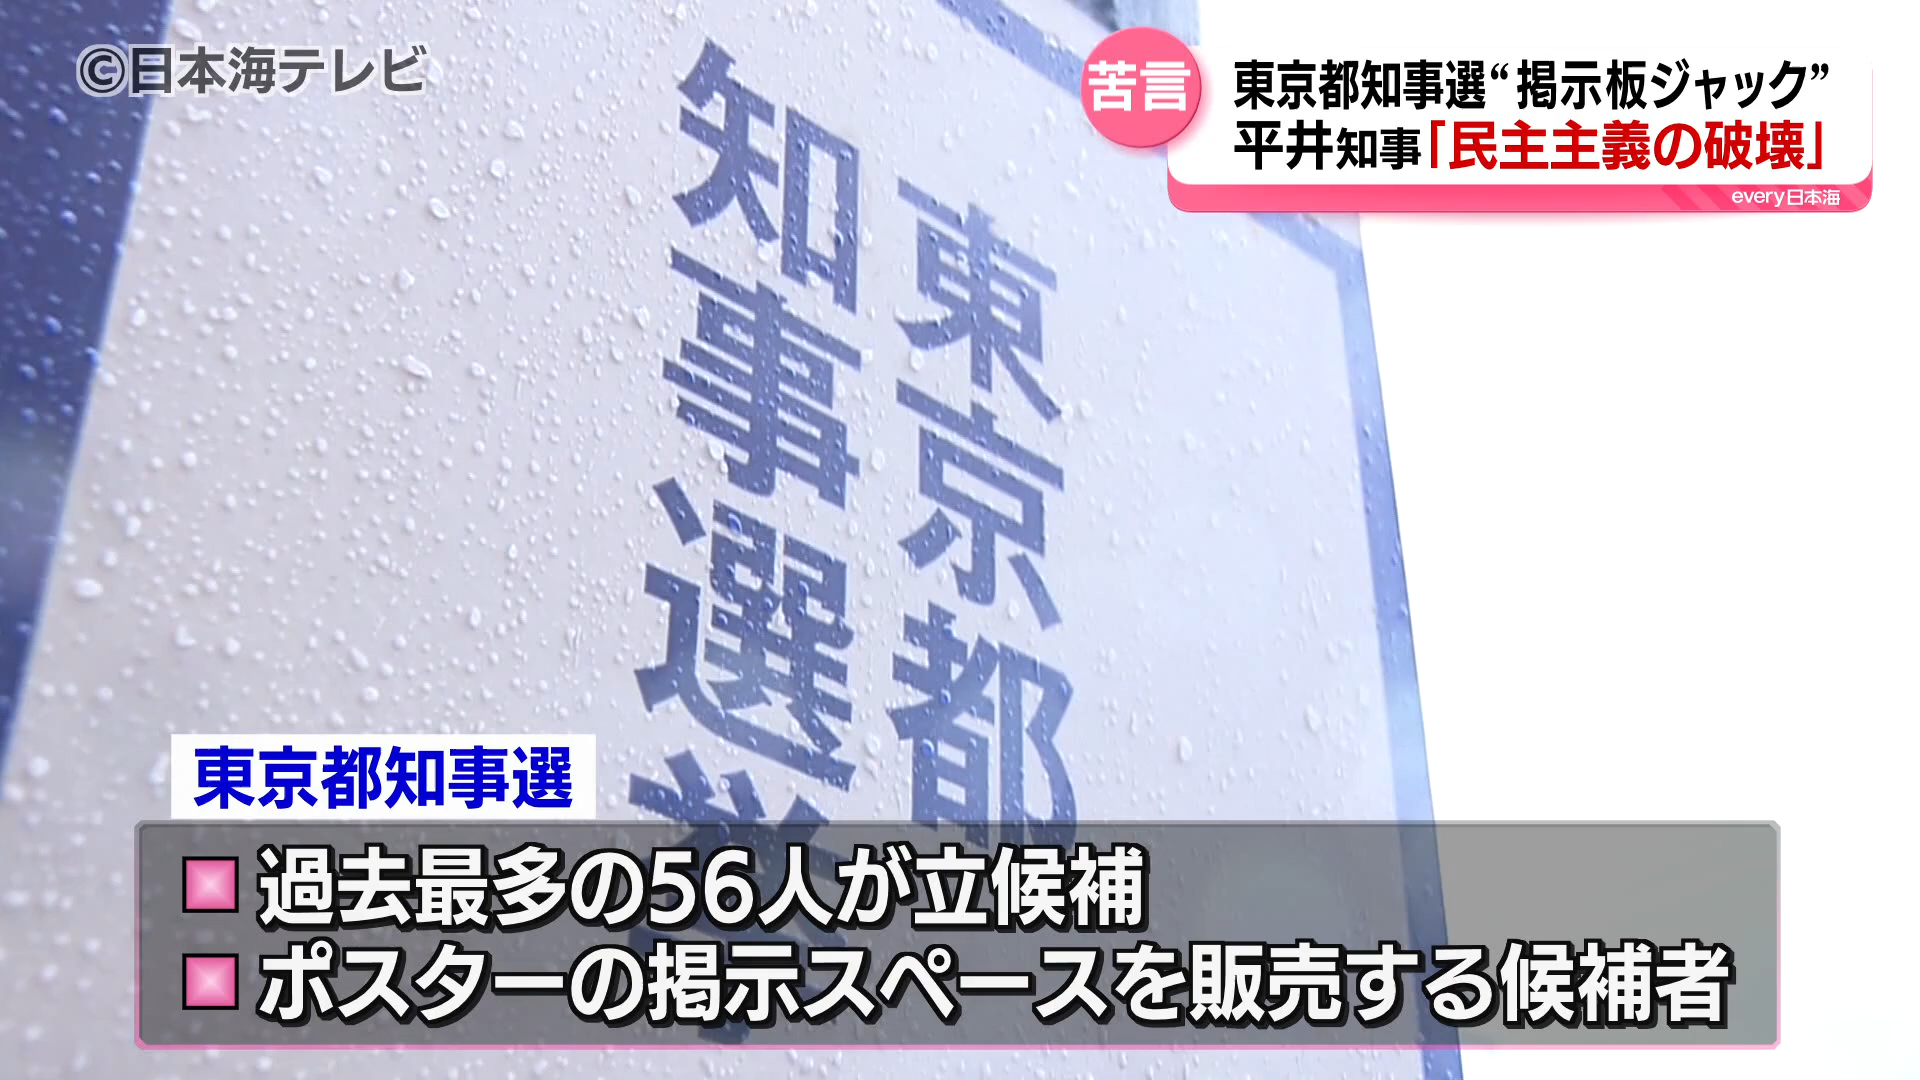 ©日本海テレビ
苦言
東京都知事選“掲示板ジャック”
平井知事「民主主義の破壊」
every日本海
東京都
知事選挙
東京都知事選
過去最多の56人が立候補
ポスターの掲示スペースを販売する候補者